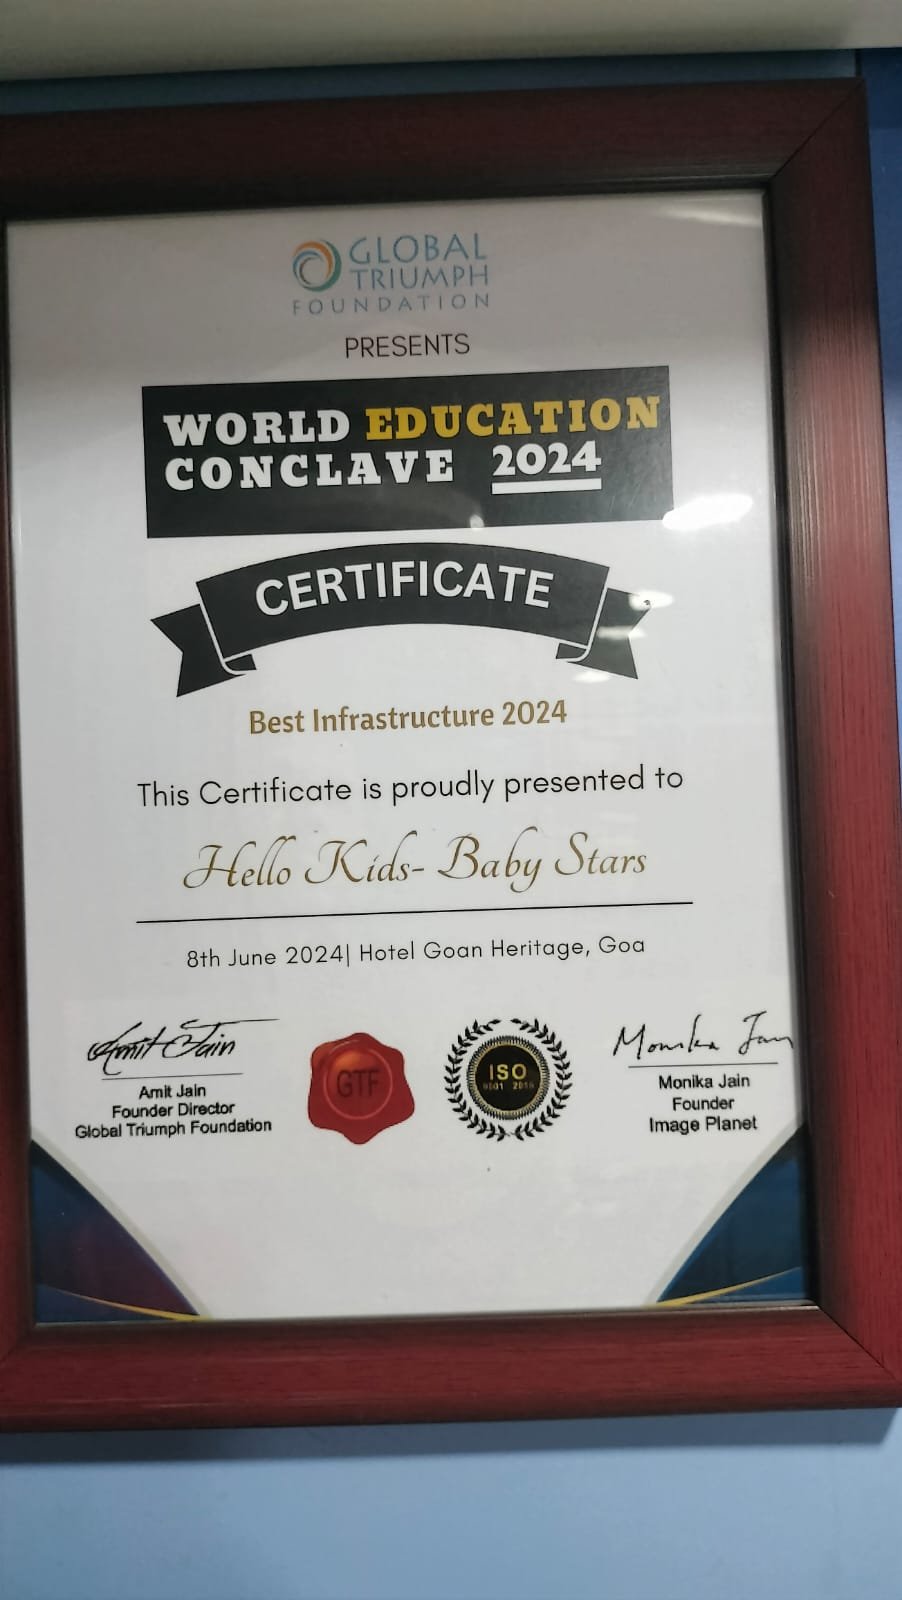 GLOBAL
TRIUMPH
FOUNDATION
PRESENTS
WORLD EDUCATION
CONCLAVE 2024
CERTIFICATE
Best Infrastructure 2024
This Certificate is proudly presented to
Hello Kids- Baby Stars
8th June 2024| Hotel Goan Heritage, Goa
Amit Jain
Amit Jain
Founder Director
Global Triumph Foundation
GTF
ISO
9001 2015
Monika Jain
Monika Jain
Founder
Image Planet